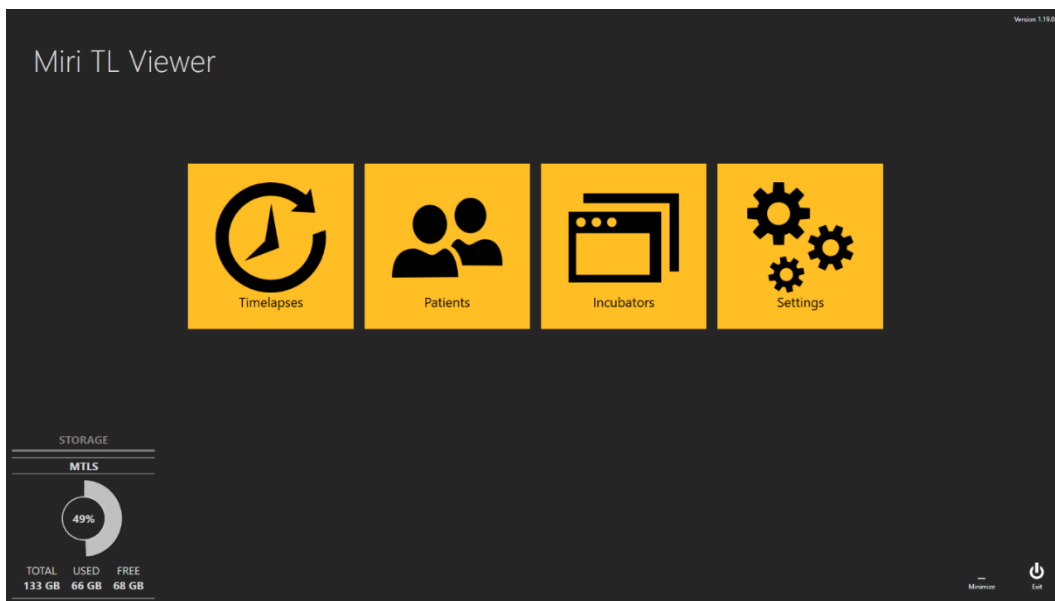 Version 1.19.0
Miri TL Viewer
Timelapses
Patients
Incubators
Settings
STORAGE
MTLS
49%
TOTAL USED FREE
133 GB 66 GB 68 GB
Minimize
Exit